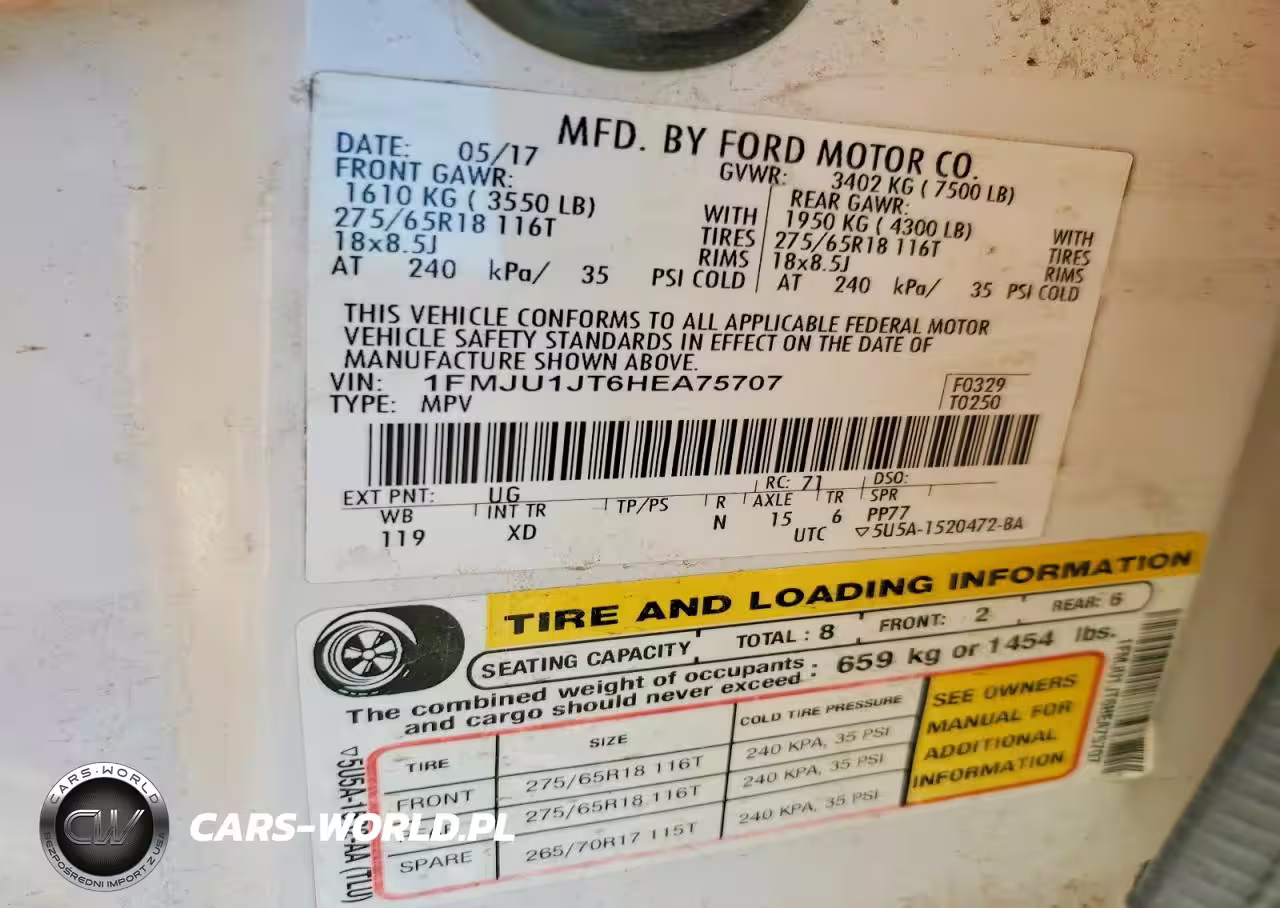 MFD. BY FORD MOTOR CO.
DATE: 05/17 GVWR: 3402 KG ( 7500 LB)
FRONT GAWR: REAR GAWR:
1610 KG ( 3550 LB) WITH 1950 KG ( 4300 LB) WITH
275/65R18 116T TIRES 275/65R18 116T TIRES
18x8.5J RIMS 18x8.5J RIMS
AT 240 kPa/ 35 PSI COLD AT 240 kPa/ 35 PSI COLD
THIS VEHICLE CONFORMS TO ALL APPLICABLE FEDERAL MOTOR
VEHICLE SAFETY STANDARDS IN EFFECT ON THE DATE OF
MANUFACTURE SHOWN ABOVE.
VIN: 1FMJU1JT6HEA75707 F0329
TYPE: MPV T0250
EXT PNT: UG RC: 71 DSO:
WB INT TR TP/PS R AXLE TR SPR
119 XD N 15 6 PP77
UTC ▽5U5A-1520472-BA
TIRE AND LOADING INFORMATION
SEATING CAPACITY TOTAL : 8 FRONT: 2 REAR: 6
The combined weight of occupants : 659 kg or 1454 lbs.
and cargo should never exceed :
TIRE SIZE COLD TIRE PRESSURE
FRONT 275/65R18 116T 240 KPA, 35 PSI
275/65R18 116T 240 KPA, 35 PSI
SPARE 265/70R17 115T 240 KPA, 35 PSI
SEE OWNERS
MANUAL FOR
ADDITIONAL
INFORMATION
CARS-WORLD
CW
BEZPOŚREDNI IMPORT Z USA
CARS-WORLD.PL